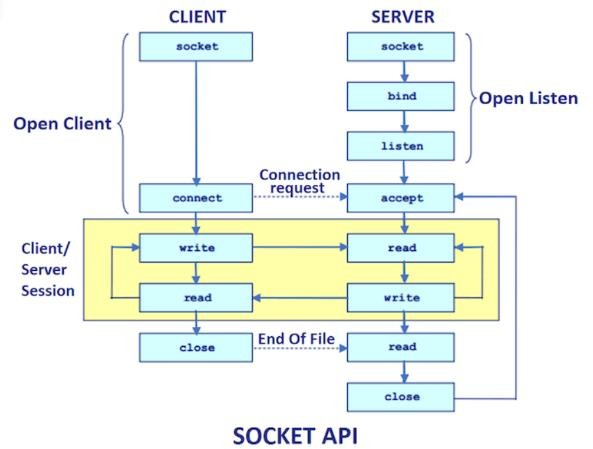 CLIENT
SERVER
socket
socket
bind
Open Client
Open Listen
listen
Connection
request
connect
accept
Client/
Server
Session
write
read
read
write
close
End Of File
read
close
SOCKET API